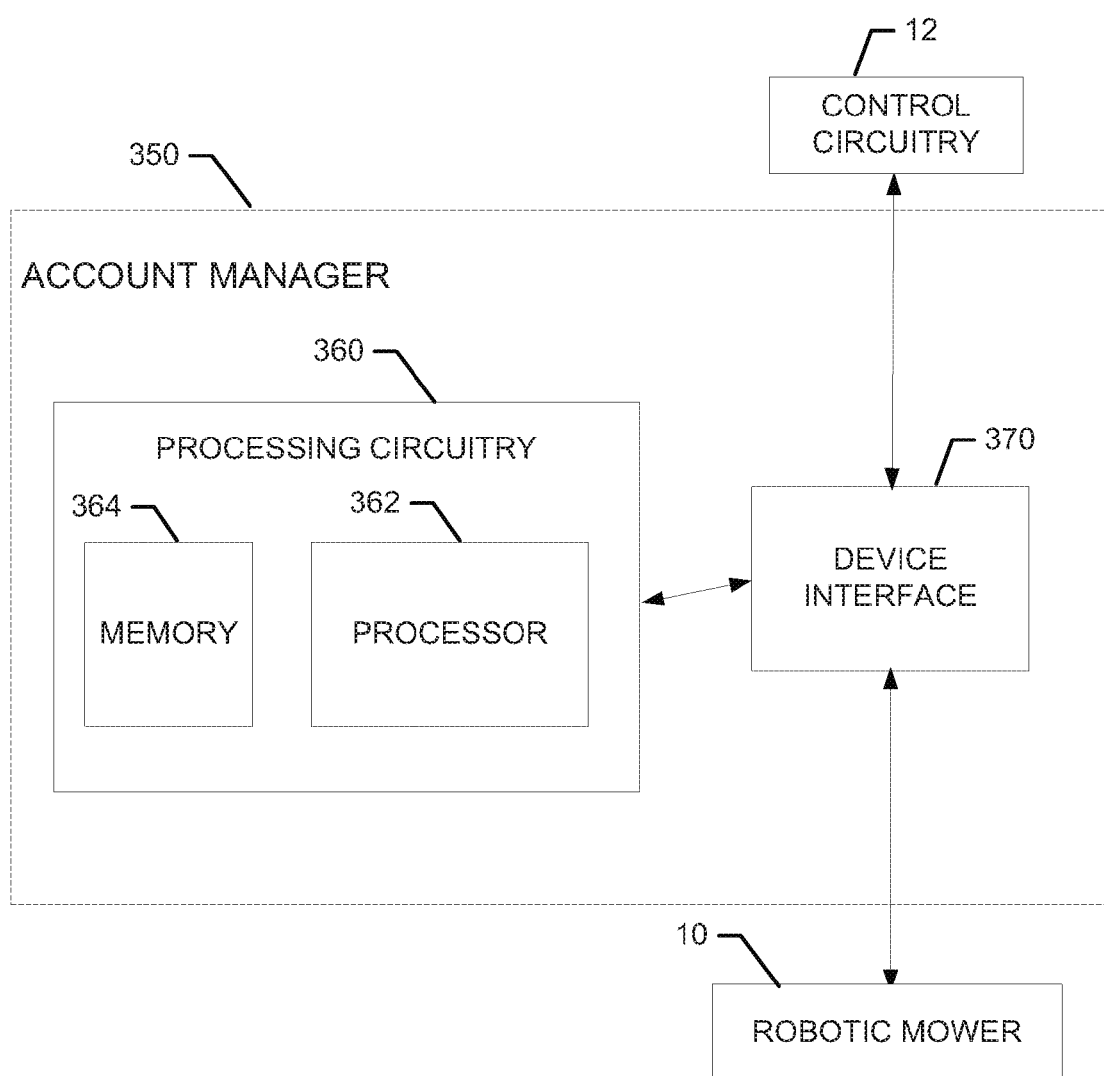 12
CONTROL
CIRCUITRY
350
ACCOUNT MANAGER
360
PROCESSING CIRCUITRY
370
364
362
DEVICE
INTERFACE
MEMORY
PROCESSOR
10
ROBOTIC MOWER